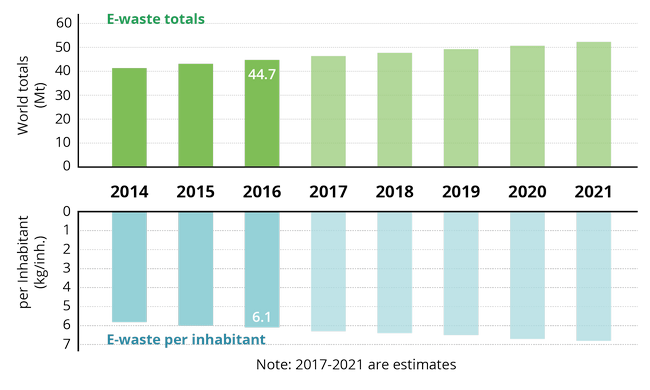 E-waste totals
World totals
(Mt)
60
50
40
30
20
10
0
44.7
2014 2015 2016 2017 2018 2019 2020 2021
per Inhabitant
(kg/inh.)
0
1
2
3
4
5
6
7
6.1
E-waste per inhabitant
Note: 2017-2021 are estimates